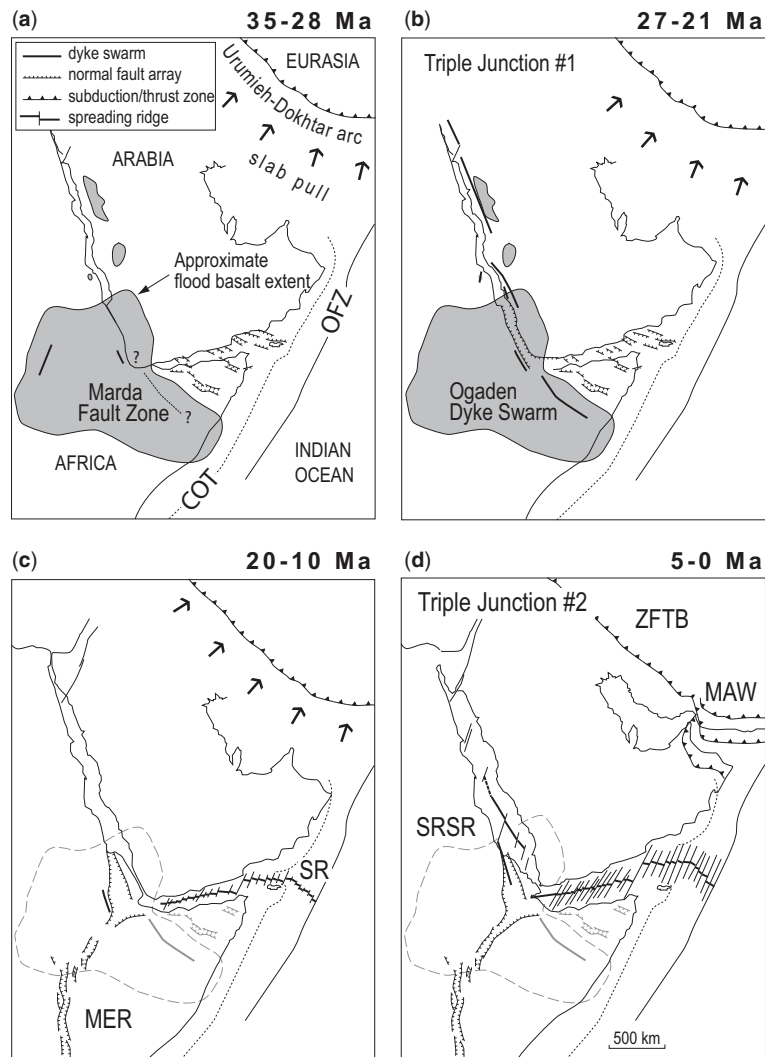 (a)
35-28 Ma
dyke swarm
normal fault array
subduction/thrust zone
spreading ridge
EURASIA
Urumieh-Dokhtar arc
ARABIA
slab pull
Approximate
flood basalt extent
OFZ
?
Marda
Fault Zone
?
AFRICA
INDIAN
OCEAN
COT
(b)
27-21 Ma
Triple Junction #1
Ogaden
Dyke Swarm
(c)
20-10 Ma
SR
MER
(d)
5-0 Ma
Triple Junction #2
ZFTB
MAW
SRSR
500 km